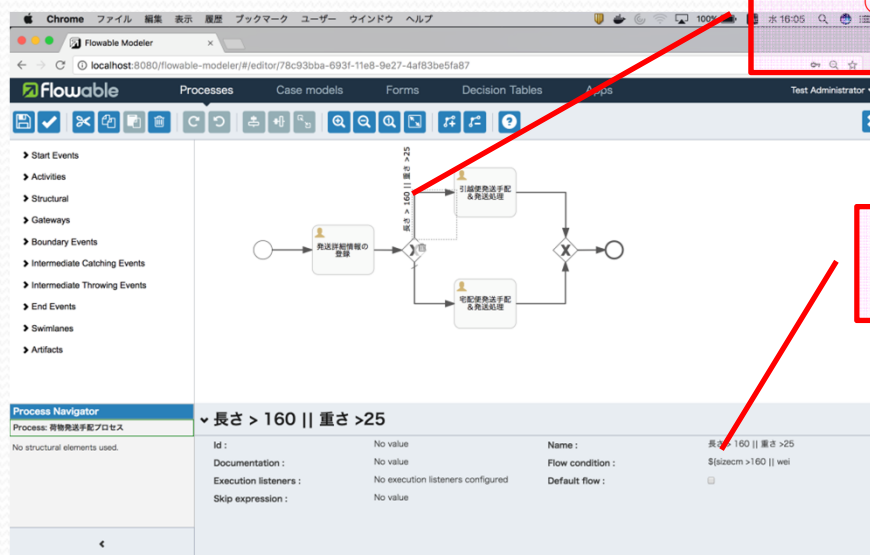 Chrome ファイル 編集 表示 履歴 ブックマーク ユーザー ウインドウ ヘルプ
100% 水16:05
Flowable Modeler ×
localhost:8080/flowable-modeler/#/editor/78c93bba-693f-11e8-9e27-4af83be5fa87
Flowable Processes Case models Forms Decision Tables Apps Test Administrator
Start Events
Activities
Structural
Gateways
Boundary Events
Intermediate Catching Events
Intermediate Throwing Events
End Events
Swimlanes
Artifacts
長さ > 160 || 重さ >25
引越便発送手配
&発送処理
発送詳細情報の
登録
宅配便発送手配
&発送処理
Process Navigator
Process: 荷物発送手配プロセス
No structural elements used.
長さ > 160 || 重さ >25
Id : No value Name : 長さ > 160 || 重さ >25
Documentation : No value Flow condition : ${sizecm >160 || wei
Execution listeners : No execution listeners configured Default flow :
Skip expression : No value